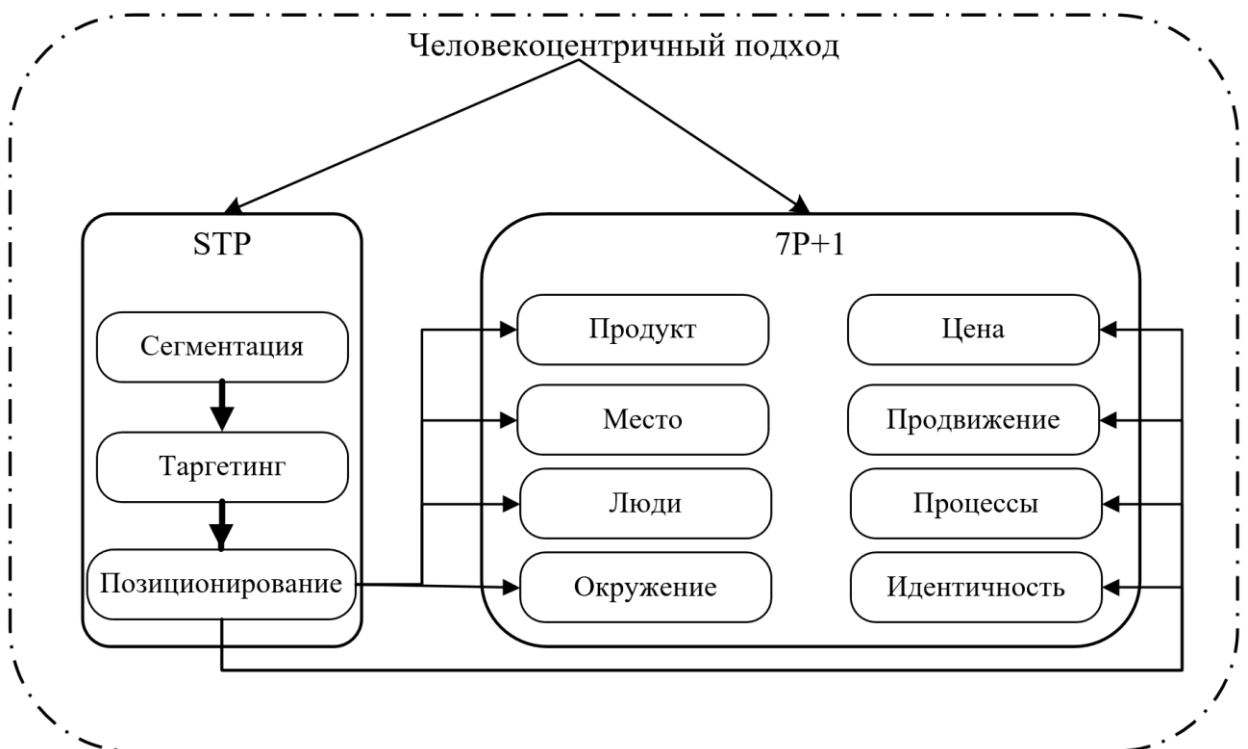 Человекоцентричный подход
STP
Сегментация
Таргетинг
Позиционирование
7P+1
Продукт
Цена
Место
Продвижение
Люди
Процессы
Окружение
Идентичность